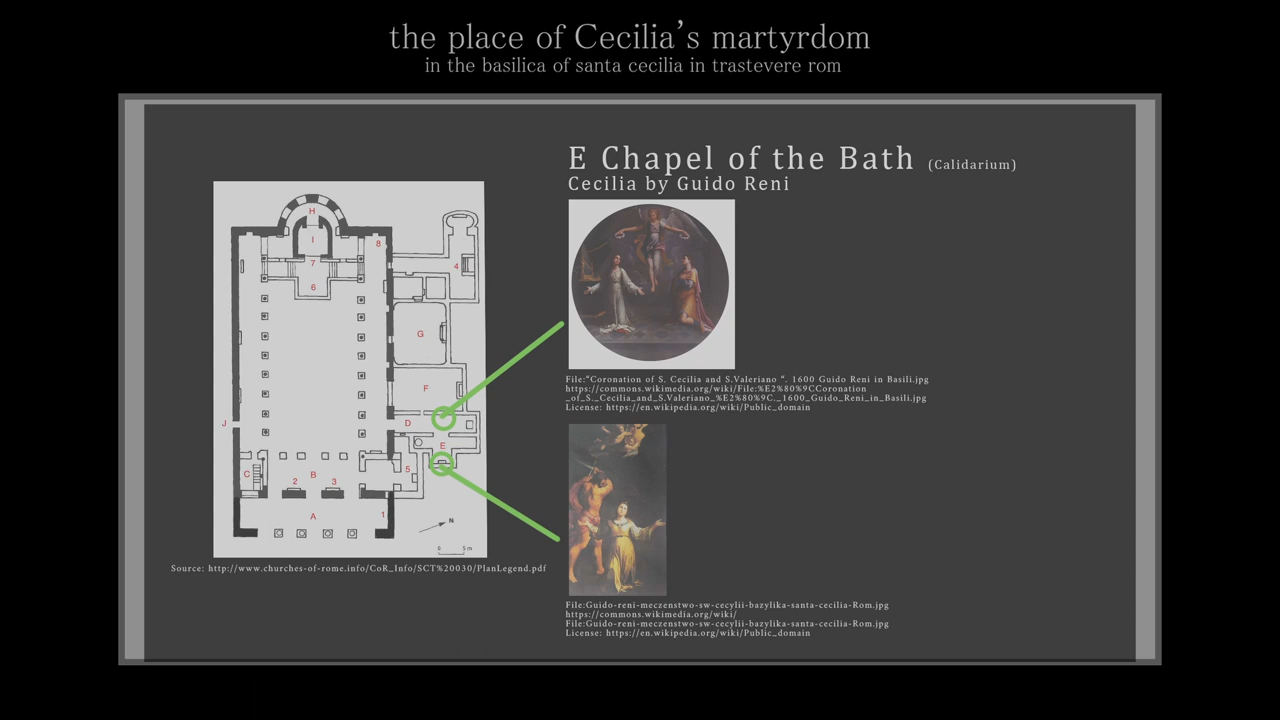 the place of Cecilia's martyrdom
in the basilica of santa cecilia in trastevere rom
E Chapel of the Bath (Calidarium)
Cecilia by Guido Reni
H
I
8
7
4
6
G
F
J
D
E
C
B
5
2
3
A
1
N
0 5 m
Source: http://www.churches-of-rome.info/CoR_Info/SCT%20030/PlanLegend.pdf
File:“Coronation of S. Cecilia and S.Valeriano “. 1600 Guido Reni in Basili.jpg
https://commons.wikimedia.org/wiki/File:%E2%80%9CCoronation
_of_S._Cecilia_and_S.Valeriano_%E2%80%9C._1600_Guido_Reni_in_Basili.jpg
License: https://en.wikipedia.org/wiki/Public_domain
File:Guido-reni-meczenstwo-sw-cecylii-bazylika-santa-cecilia-Rom.jpg
https://commons.wikimedia.org/wiki/
File:Guido-reni-meczenstwo-sw-cecylii-bazylika-santa-cecilia-Rom.jpg
License: https://en.wikipedia.org/wiki/Public_domain